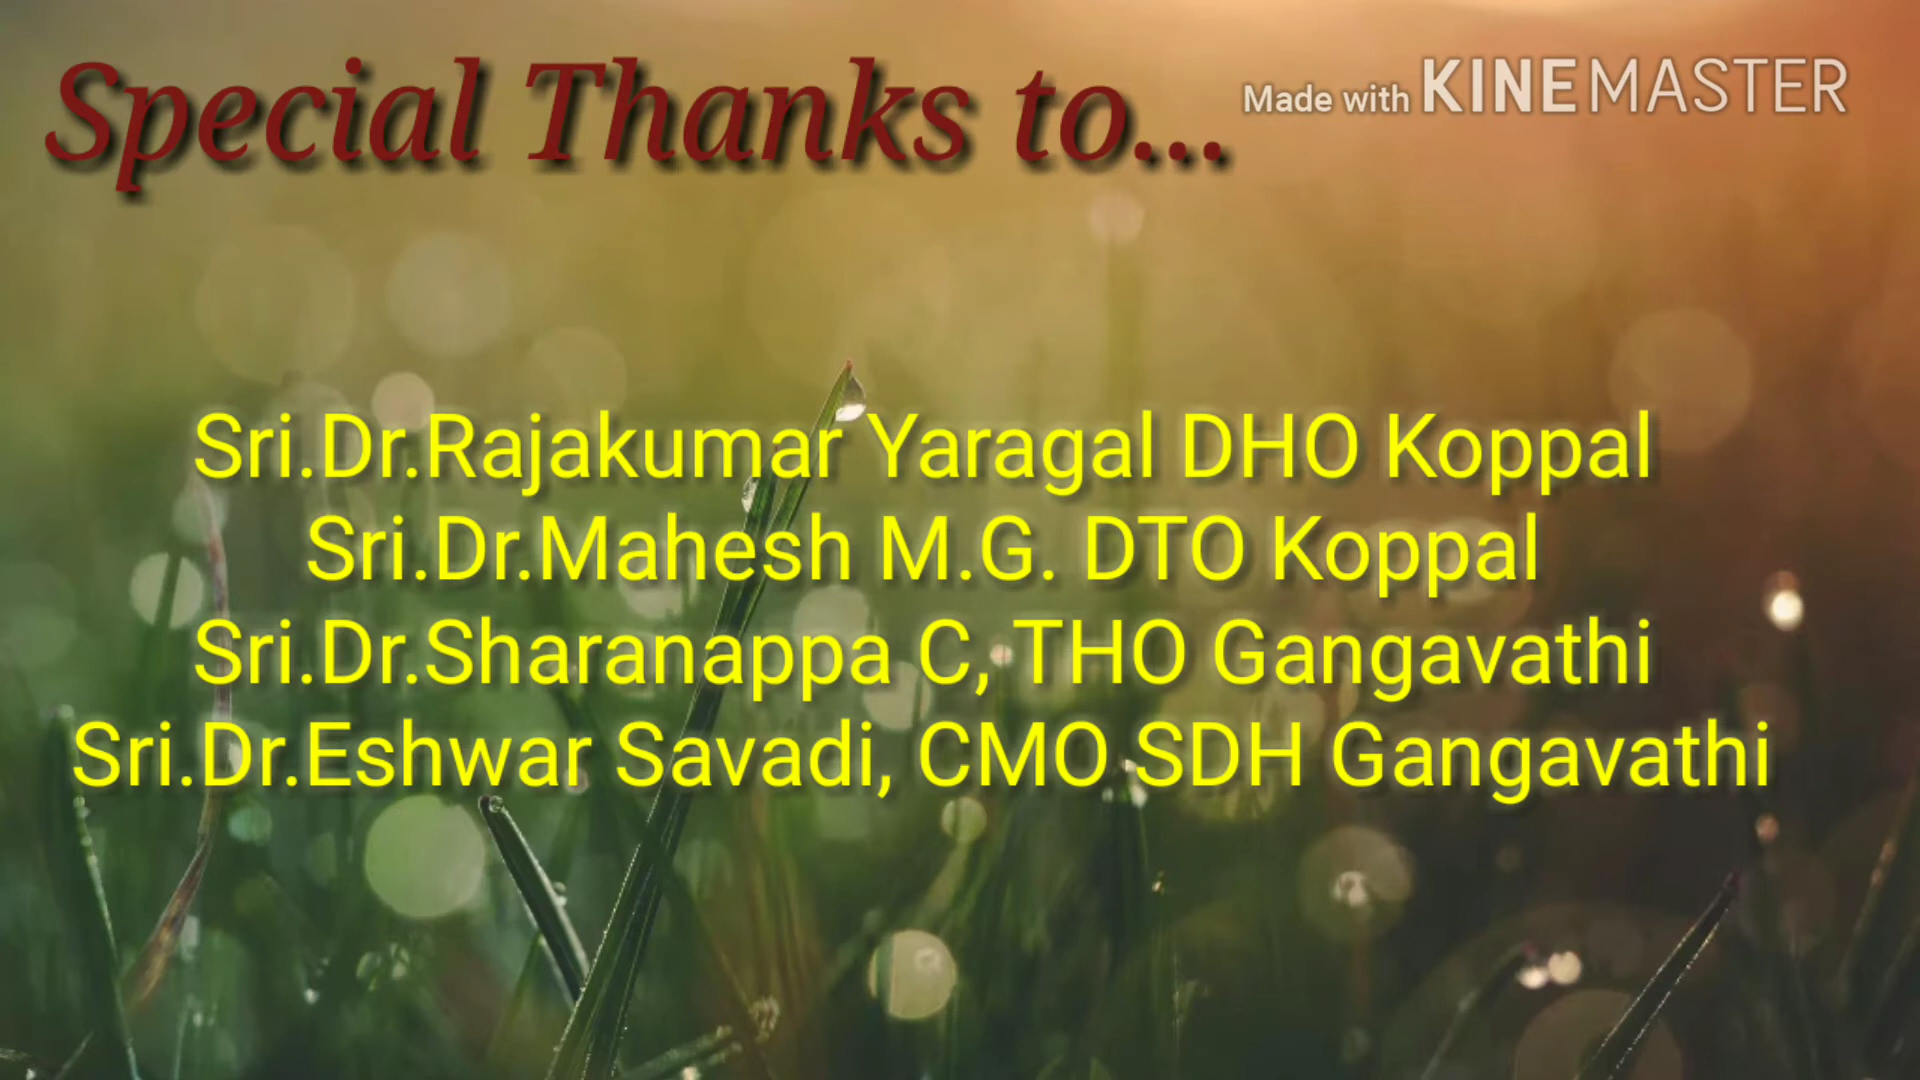 Special Thanks to...
Made with KINEMASTER
Sri.Dr.Rajakumar Yaragal DHO Koppal
Sri.Dr.Mahesh M.G. DTO Koppal
Sri.Dr.Sharanappa C, THO Gangavathi
Sri.Dr.Eshwar Savadi, CMO SDH Gangavathi